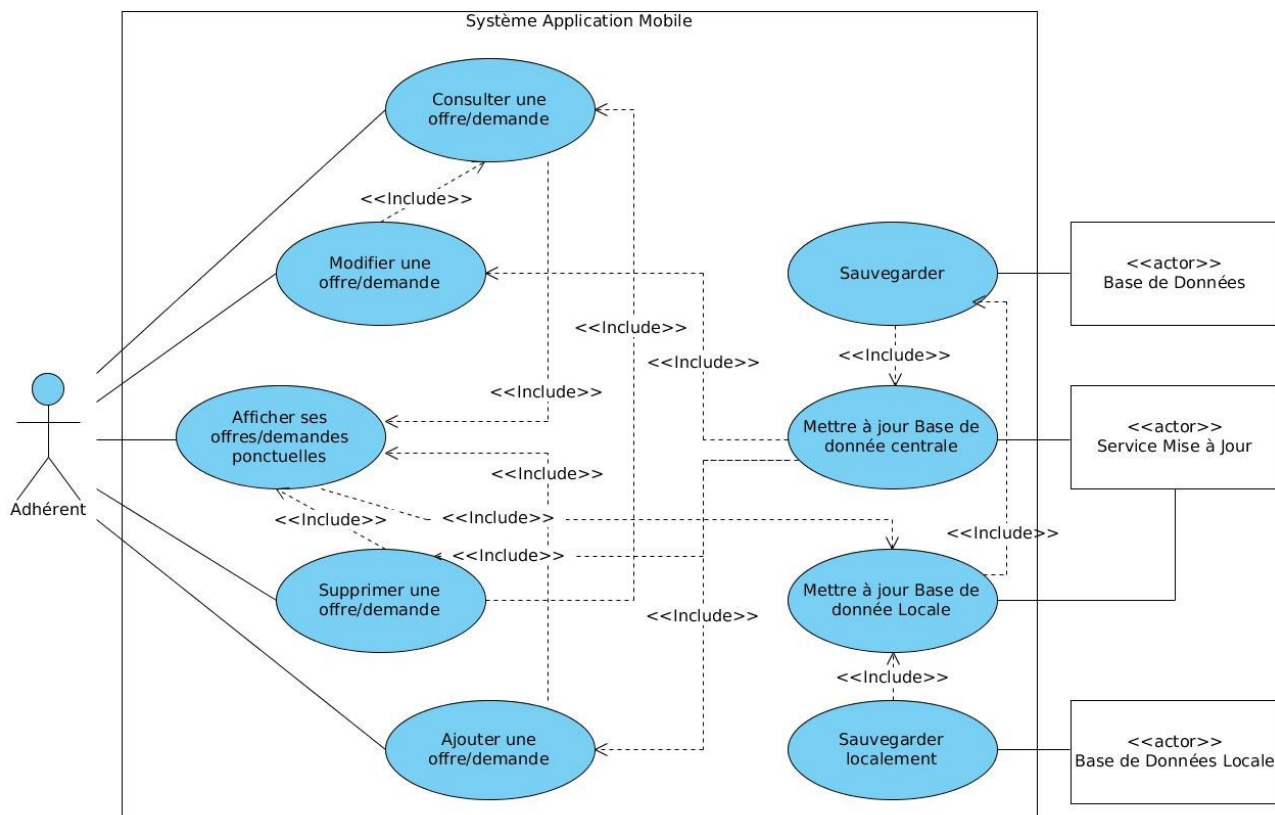 Système Application Mobile
Consulter une
offre/demande
<<Include>>
Modifier une
offre/demande
Sauvegarder
<<actor>>
Base de Données
<<Include>>
<<Include>>
<<Include>>
<<Include>>
Afficher ses
offres/demandes
ponctuelles
Mettre à jour Base de
donnée centrale
<<actor>>
Service Mise à Jour
<<Include>>
Adhérent
<<Include>>
<<Include>>
<<Include>>
<<Include>>
Supprimer une
offre/demande
Mettre à jour Base de
donnée Locale
<<Include>>
<<Include>>
Ajouter une
offre/demande
Sauvegarder
localement
<<actor>>
Base de Données Locale